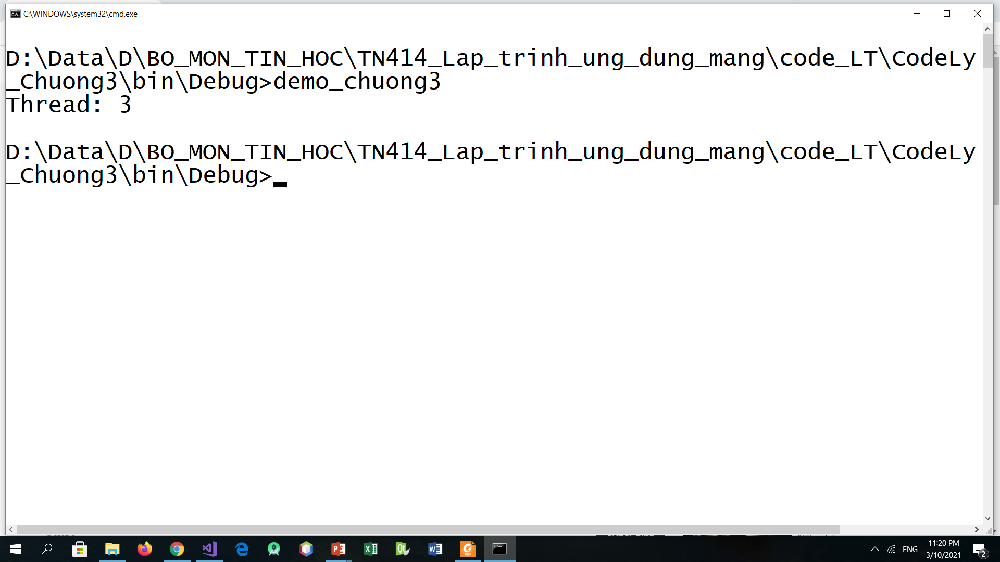 C:\WINDOWS\system32\cmd.exe
D:\Data\D\BO_MON_TIN_HOC\TN414_Lap_trinh_ung_dung_mang\code_LT\CodeLy
_Chuong3\bin\Debug>demo_chuong3
Thread: 3
D:\Data\D\BO_MON_TIN_HOC\TN414_Lap_trinh_ung_dung_mang\code_LT\CodeLy
_Chuong3\bin\Debug>
ENG
11:20 PM
3/10/2021
2